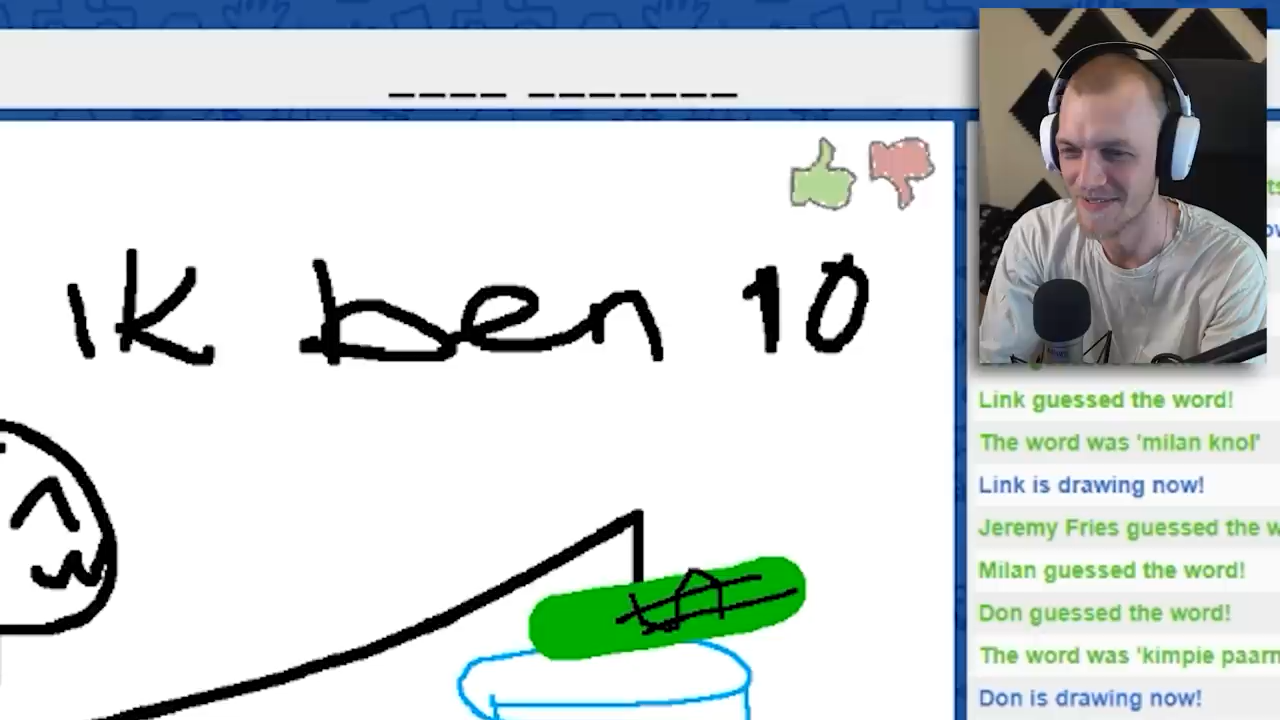 ik ben 10
Link guessed the word!
The word was 'milan knol'
Link is drawing now!
Jeremy Fries guessed the w
Milan guessed the word!
Don guessed the word!
The word was 'kimpie paarn
Don is drawing now!